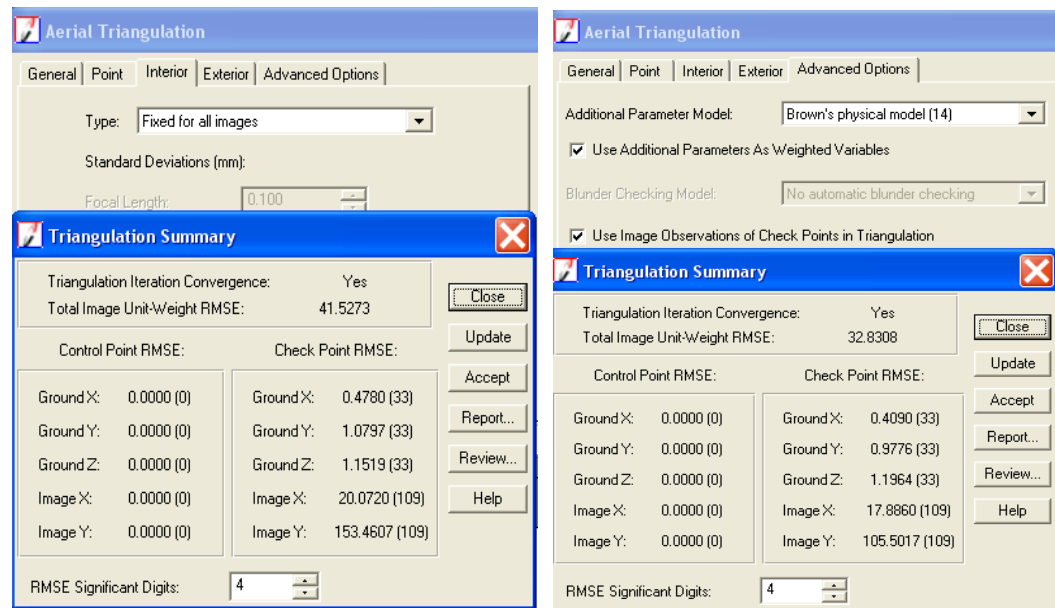 Aerial Triangulation
General Point Interior Exterior Advanced Options
Type: Fixed for all images
Standard Deviations (mm):
Focal Length: 0.100
Triangulation Summary
Triangulation Iteration Convergence: Yes
Total Image Unit-Weight RMSE: 41.5273
Close
Update
Control Point RMSE: Check Point RMSE:
Accept
Ground X: 0.0000 (0) Ground X: 0.4780 (33)
Report...
Ground Y: 0.0000 (0) Ground Y: 1.0797 (33)
Review...
Ground Z: 0.0000 (0) Ground Z: 1.1519 (33)
Image X: 0.0000 (0) Image X: 20.0720 (109)
Help
Image Y: 0.0000 (0) Image Y: 153.4607 (109)
RMSE Significant Digits: 4
Aerial Triangulation
General Point Interior Exterior Advanced Options
Additional Parameter Model: Brown's physical model (14)
Use Additional Parameters As Weighted Variables
Blunder Checking Model: No automatic blunder checking
Use Image Observations of Check Points in Triangulation
Triangulation Summary
Triangulation Iteration Convergence: Yes
Total Image Unit-Weight RMSE: 32.8308
Close
Update
Control Point RMSE: Check Point RMSE:
Accept
Ground X: 0.0000 (0) Ground X: 0.4090 (33)
Report...
Ground Y: 0.0000 (0) Ground Y: 0.9776 (33)
Review...
Ground Z: 0.0000 (0) Ground Z: 1.1964 (33)
Image X: 0.0000 (0) Image X: 17.8860 (109)
Help
Image Y: 0.0000 (0) Image Y: 105.5017 (109)
RMSE Significant Digits: 4